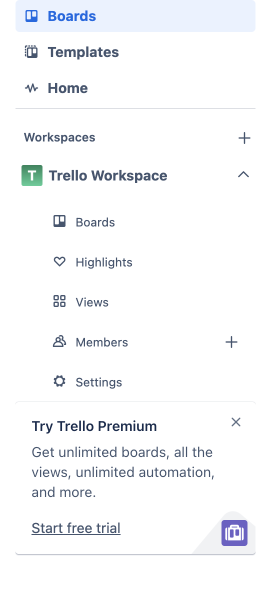 Boards
Templates
Home
Workspaces
T Trello Workspace
Boards
Highlights
Views
Members
Settings
Try Trello Premium
Get unlimited boards, all the
views, unlimited automation,
and more.
Start free trial